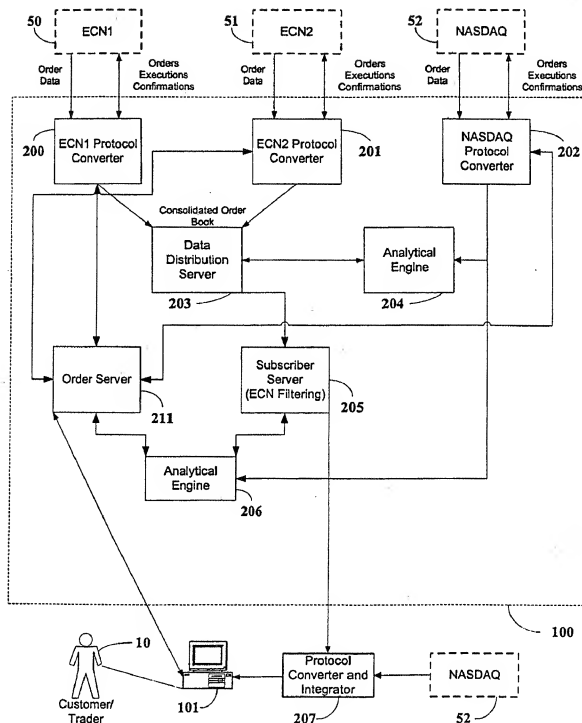 50
ECN1
51
ECN2
52
NASDAQ
Order
Data
Orders
Executions
Confirmations
Order Data
Orders
Executions
Confirmations
Order
Data
Orders
Executions
Confirmations
200
ECN1 Protocol
Converter
ECN2 Protocol
Converter
201
NASDAQ
Protocol
Converter
202
Consolidated Order
Book
Data
Distribution
Server
203
Analytical
Engine
204
Order Server
211
Subscriber
Server
(ECN Filtering)
205
Analytical
Engine
206
100
10
Customer/
Trader
101
Protocol
Converter and
Integrator
207
NASDAQ
52